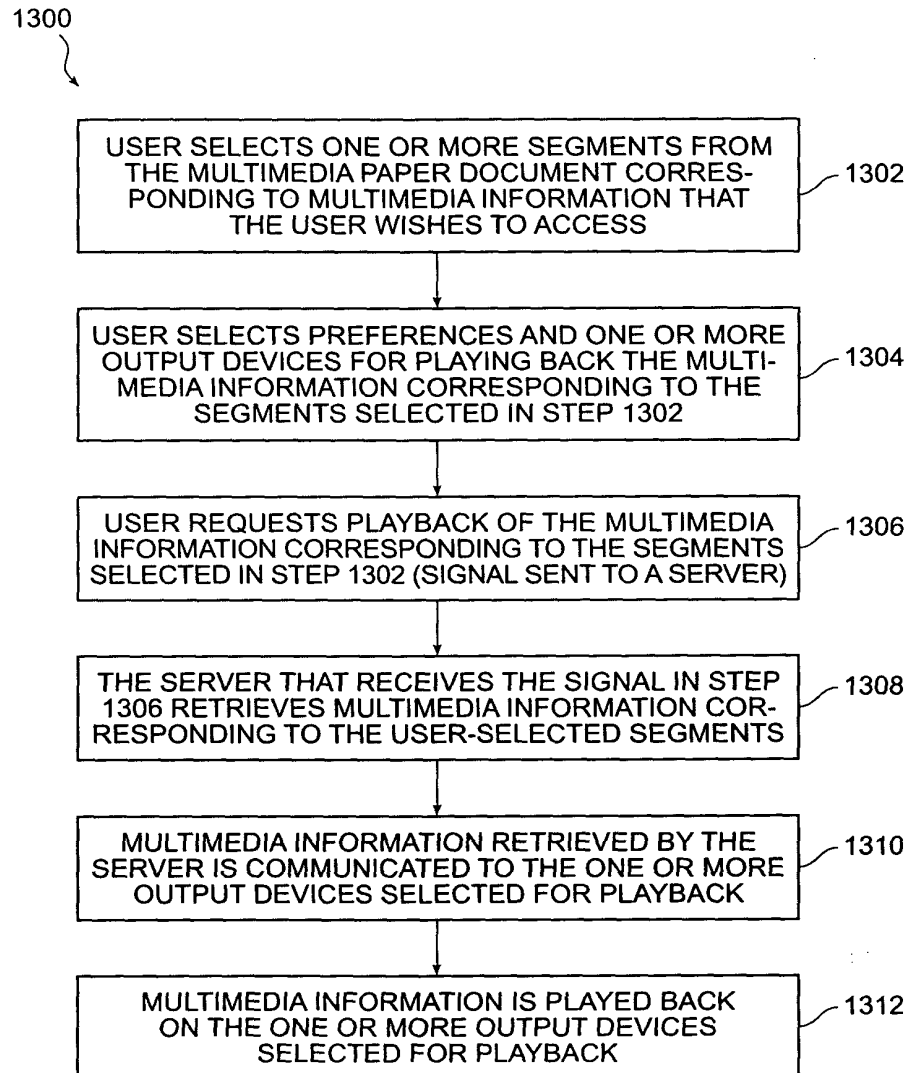 1300
USER SELECTS ONE OR MORE SEGMENTS FROM
THE MULTIMEDIA PAPER DOCUMENT CORRES-
PONDING TO MULTIMEDIA INFORMATION THAT
THE USER WISHES TO ACCESS
1302
USER SELECTS PREFERENCES AND ONE OR MORE
OUTPUT DEVICES FOR PLAYING BACK THE MULTI-
MEDIA INFORMATION CORRESPONDING TO THE
SEGMENTS SELECTED IN STEP 1302
1304
USER REQUESTS PLAYBACK OF THE MULTIMEDIA
INFORMATION CORRESPONDING TO THE SEGMENTS
SELECTED IN STEP 1302 (SIGNAL SENT TO A SERVER)
1306
THE SERVER THAT RECEIVES THE SIGNAL IN STEP
1306 RETRIEVES MULTIMEDIA INFORMATION COR-
RESPONDING TO THE USER-SELECTED SEGMENTS
1308
MULTIMEDIA INFORMATION RETRIEVED BY THE
SERVER IS COMMUNICATED TO THE ONE OR MORE
OUTPUT DEVICES SELECTED FOR PLAYBACK
1310
MULTIMEDIA INFORMATION IS PLAYED BACK
ON THE ONE OR MORE OUTPUT DEVICES
SELECTED FOR PLAYBACK
1312